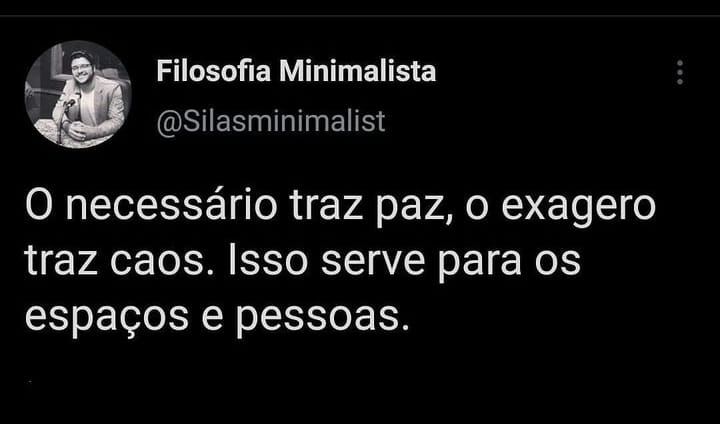 Filosofia Minimalista
@Silasminimalist
O necessário traz paz, o exagero
traz caos. Isso serve para os
espaços e pessoas.